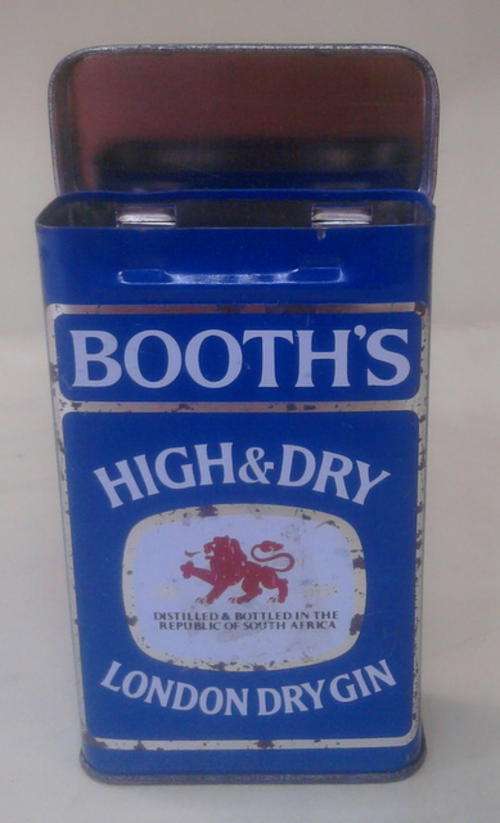 BOOTH'S
HIGH & DRY
DISTILLED & BOTTLED IN THE
REPUBLIC OF SOUTH AFRICA
LONDON DRY GIN